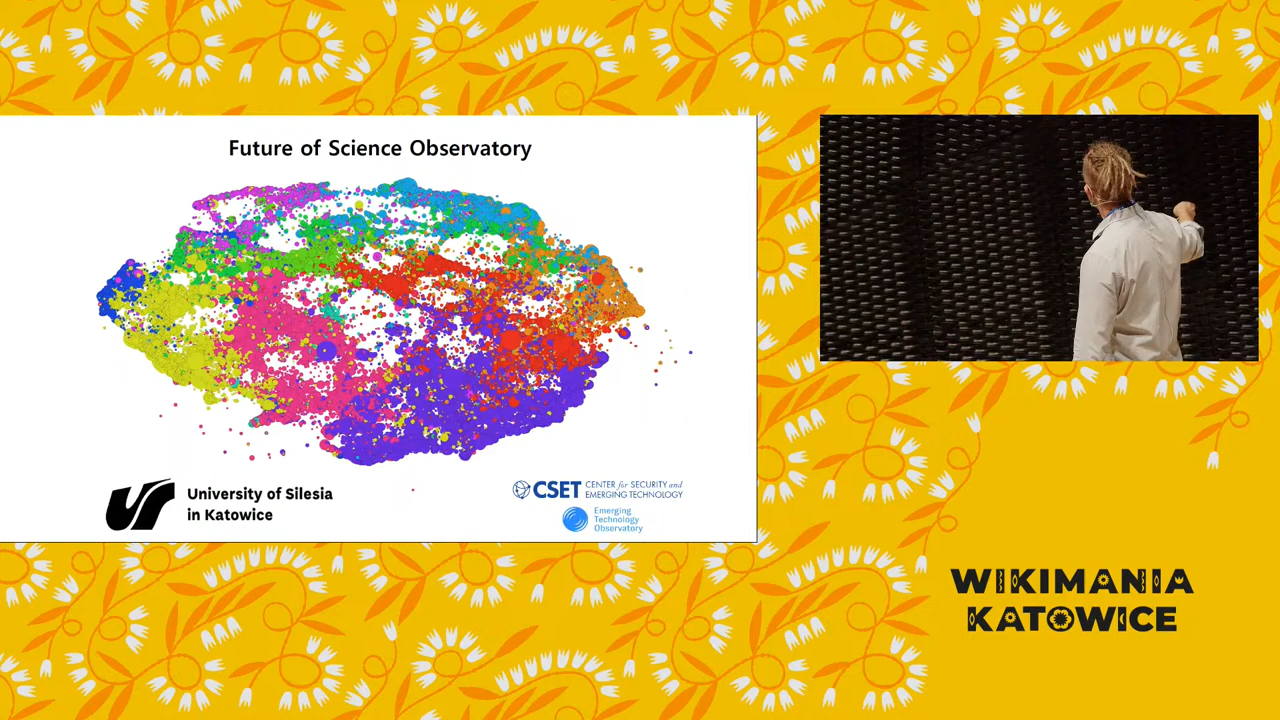 Future of Science Observatory
University of Silesia
in Katowice
CSET CENTER for SECURITY and
EMERGING TECHNOLOGY
Emerging
Technology
Observatory
WIKIMANIA
KATOWICE